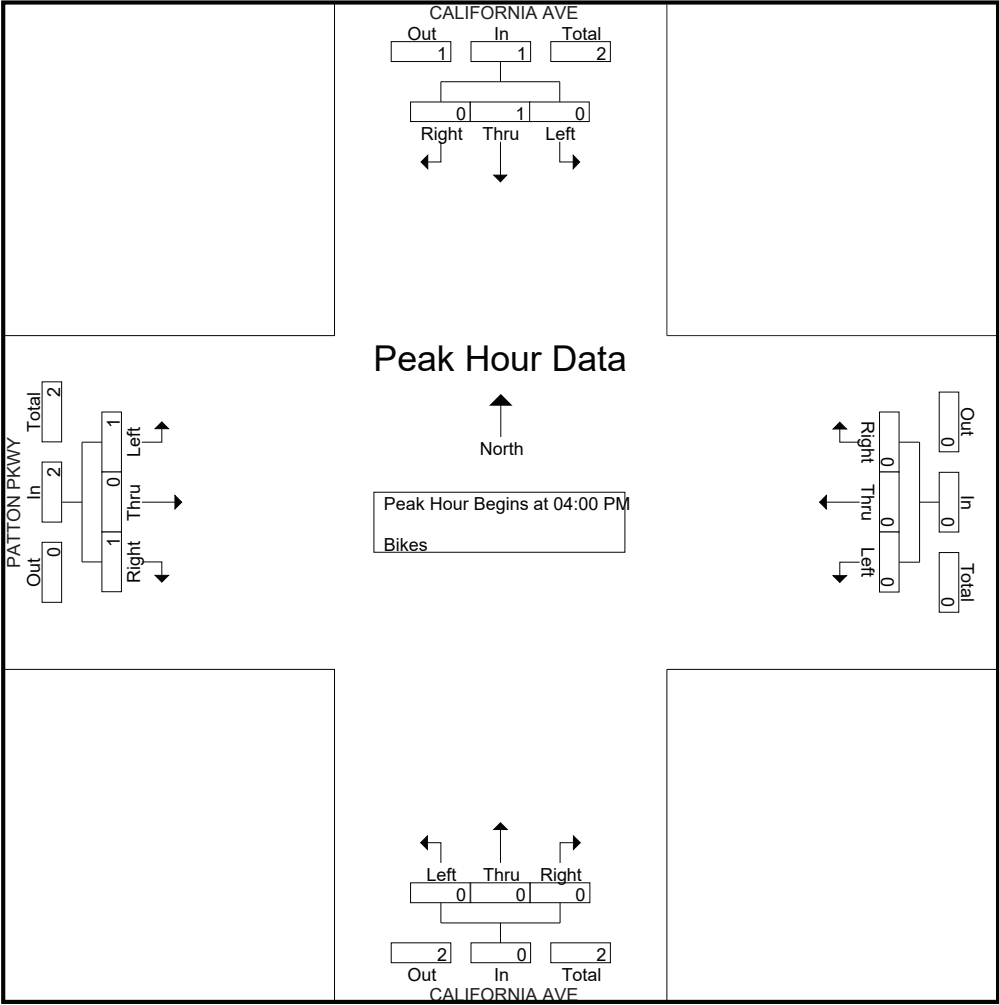 CALIFORNIA AVE
Out In Total
1 1 2
0 1 0
Right Thru Left
Peak Hour Data
North
Peak Hour Begins at 04:00 PM
Bikes
PATTON PKWY
Total In Out
2 2 0
1 0 1
Left Thru Right
Right Thru Left
0 0 0
Out In Total
0 0 0
Left Thru Right
0 0 0
2 0 2
Out In Total
CALIFORNIA AVE